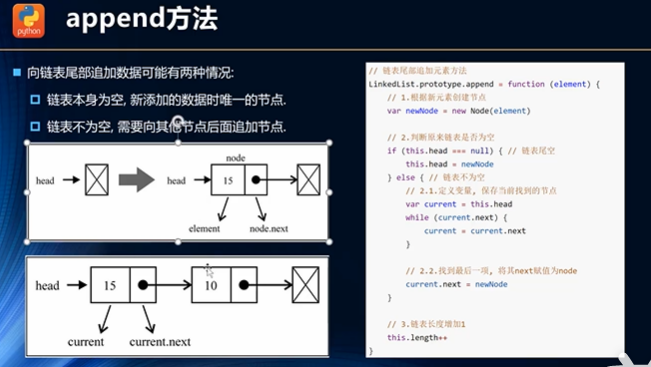 python
append方法
向链表尾部追加数据可能有两种情况:
链表本身为空, 新添加的数据时唯一的节点.
链表不为空, 需要向其他节点后面追加节点.
head
head
node
15
element
node.next
head
15
10
current
current.next
// 链表尾部追加元素方法
LinkedList.prototype.append = function (element) {
// 1.根据新元素创建节点
var newNode = new Node(element)
// 2.判断原来链表是否为空
if (this.head === null) { // 链表尾空
this.head = newNode
} else { // 链表不为空
// 2.1.定义变量, 保存当前找到的节点
var current = this.head
while (current.next) {
current = current.next
}
// 2.2.找到最后一项, 将其next赋值为node
current.next = newNode
}
// 3.链表长度增加1
this.length++
}